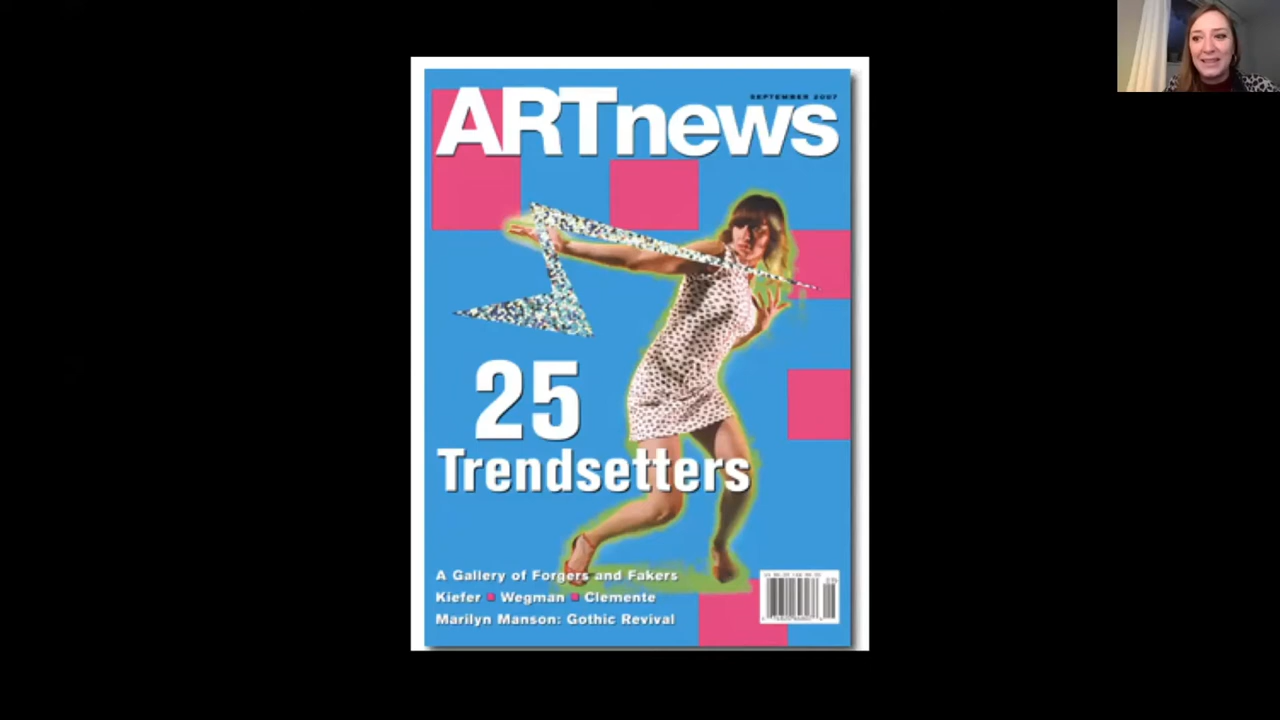 SEPTEMBER 2007
ARTnews
25
Trendsetters
A Gallery of Forgers and Fakers
Kiefer ■ Wegman ■ Clemente
Marilyn Manson: Gothic Revival